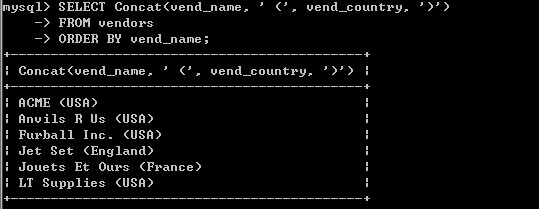 mysql> SELECT Concat(vend_name, ' (', vend_country, ')')
    -> FROM vendors
    -> ORDER BY vend_name;
+------------------------------------------+
| Concat(vend_name, ' (', vend_country, ')') |
+------------------------------------------+
| ACME (USA)
| Anvils R Us (USA)
| Furball Inc. (USA)
| Jet Set (England)
| Jouets Et Ours (France)
| LT Supplies (USA)
+------------------------------------------+